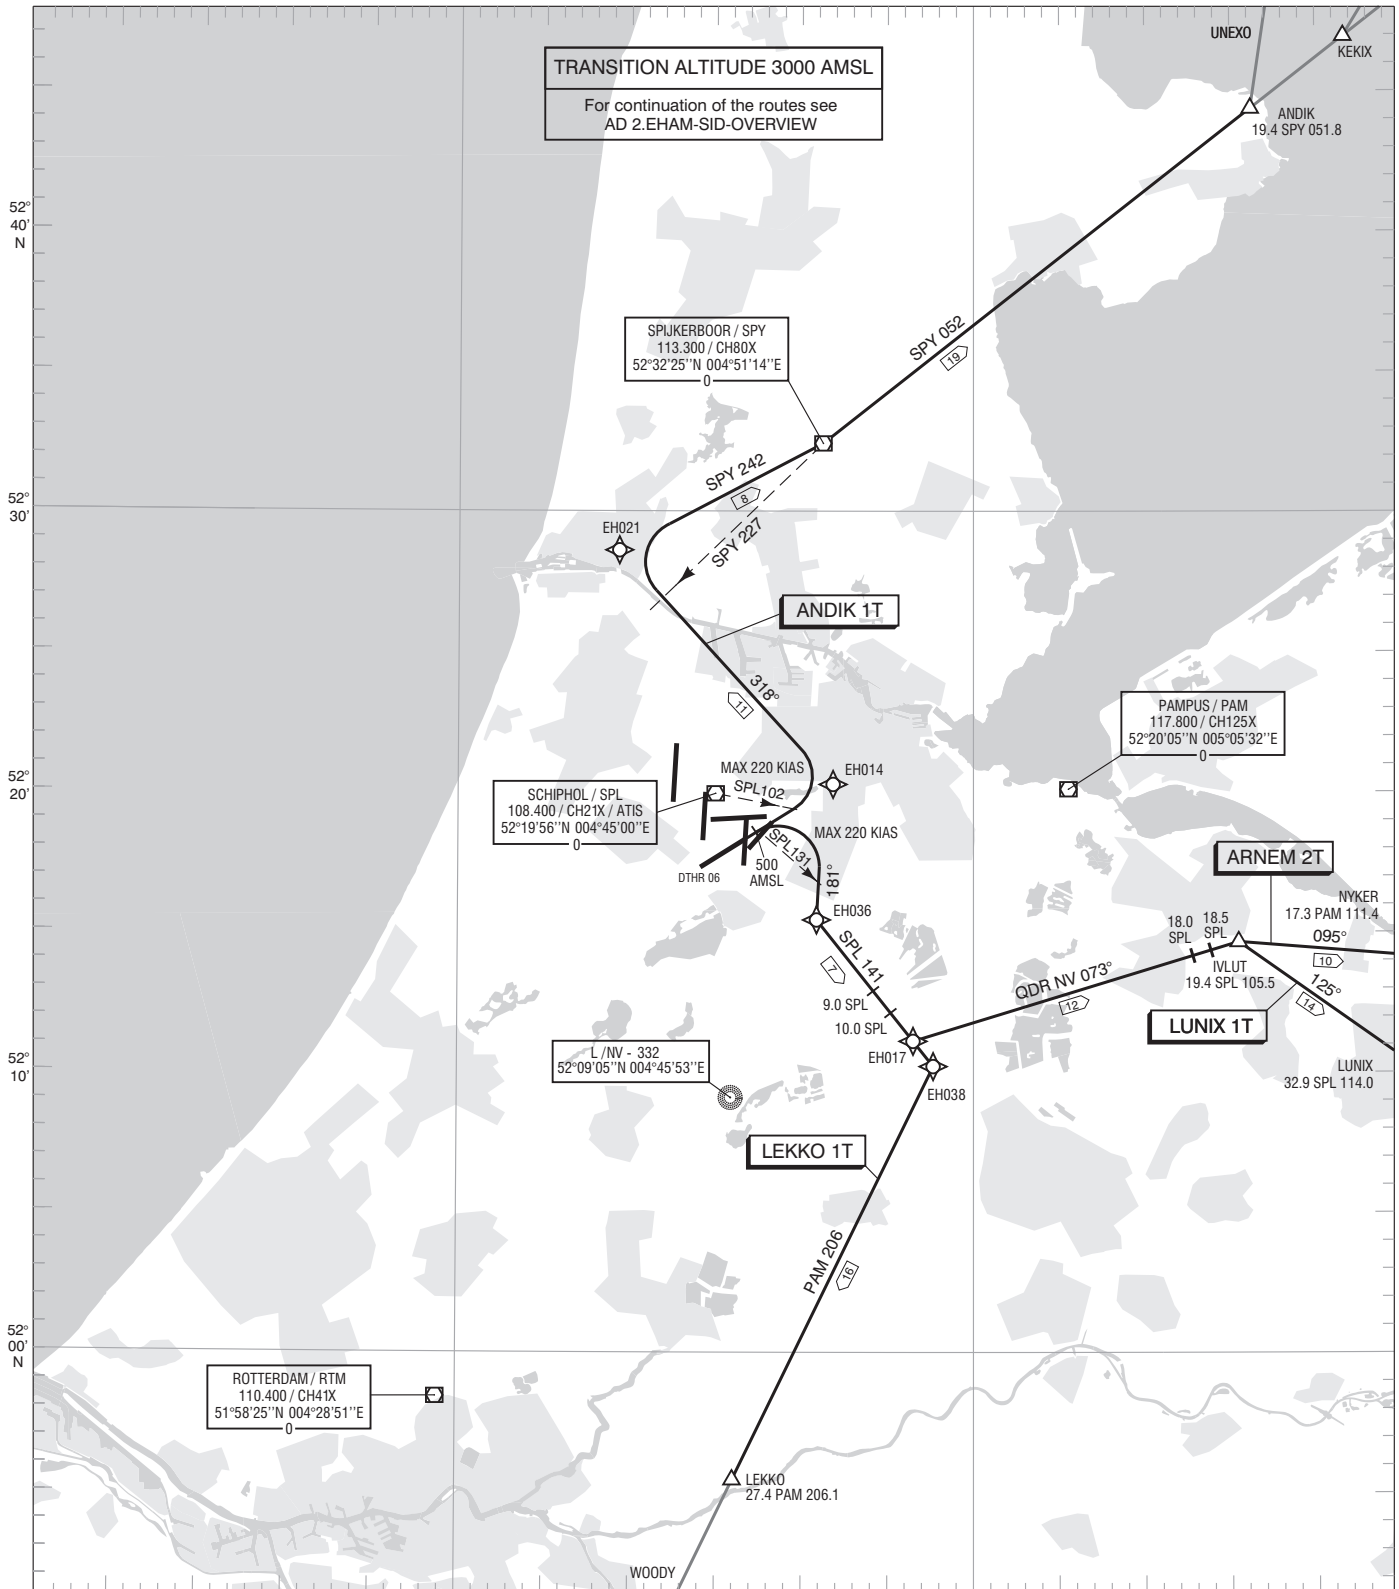 UNEXO
KEKIX
TRANSITION ALTITUDE 3000 AMSL
For continuation of the routes see
AD 2.EHAM-SID-OVERVIEW
ANDIK
19.4 SPY 051.8
52°
40'
N
SPIJKERBOOR / SPY
113.300 / CH80X
52°32'25''N 004°51'14''E
0
SPY 052
19
SPY 242
8
52°
30'
EH021
SPY 227
ANDIK 1T
318°
11
PAMPUS / PAM
117.800 / CH125X
52°20'05''N 005°05'32''E
0
52°
20'
MAX 220 KIAS
EH014
SCHIPHOL / SPL
108.400 / CH21X / ATIS
52°19'56''N 004°45'00''E
0
SPL102
MAX 220 KIAS
SPL131
500
AMSL
DTHR 06
181°
ARNEM 2T
NYKER
17.3 PAM 111.4
EH036
18.0
SPL
18.5
SPL
095°
10
SPL 141
7
IVLUT
19.4 SPL 105.5
125°
14
QDR NV 073°
12
9.0 SPL
10.0 SPL
LUNIX 1T
EH017
52°
10'
L /NV - 332
52°09'05''N 004°45'53''E
LUNIX
32.9 SPL 114.0
EH038
LEKKO 1T
PAM 206
16
52°
00'
N
ROTTERDAM / RTM
110.400 / CH41X
51°58'25''N 004°28'51''E
0
LEKKO
27.4 PAM 206.1
WOODY